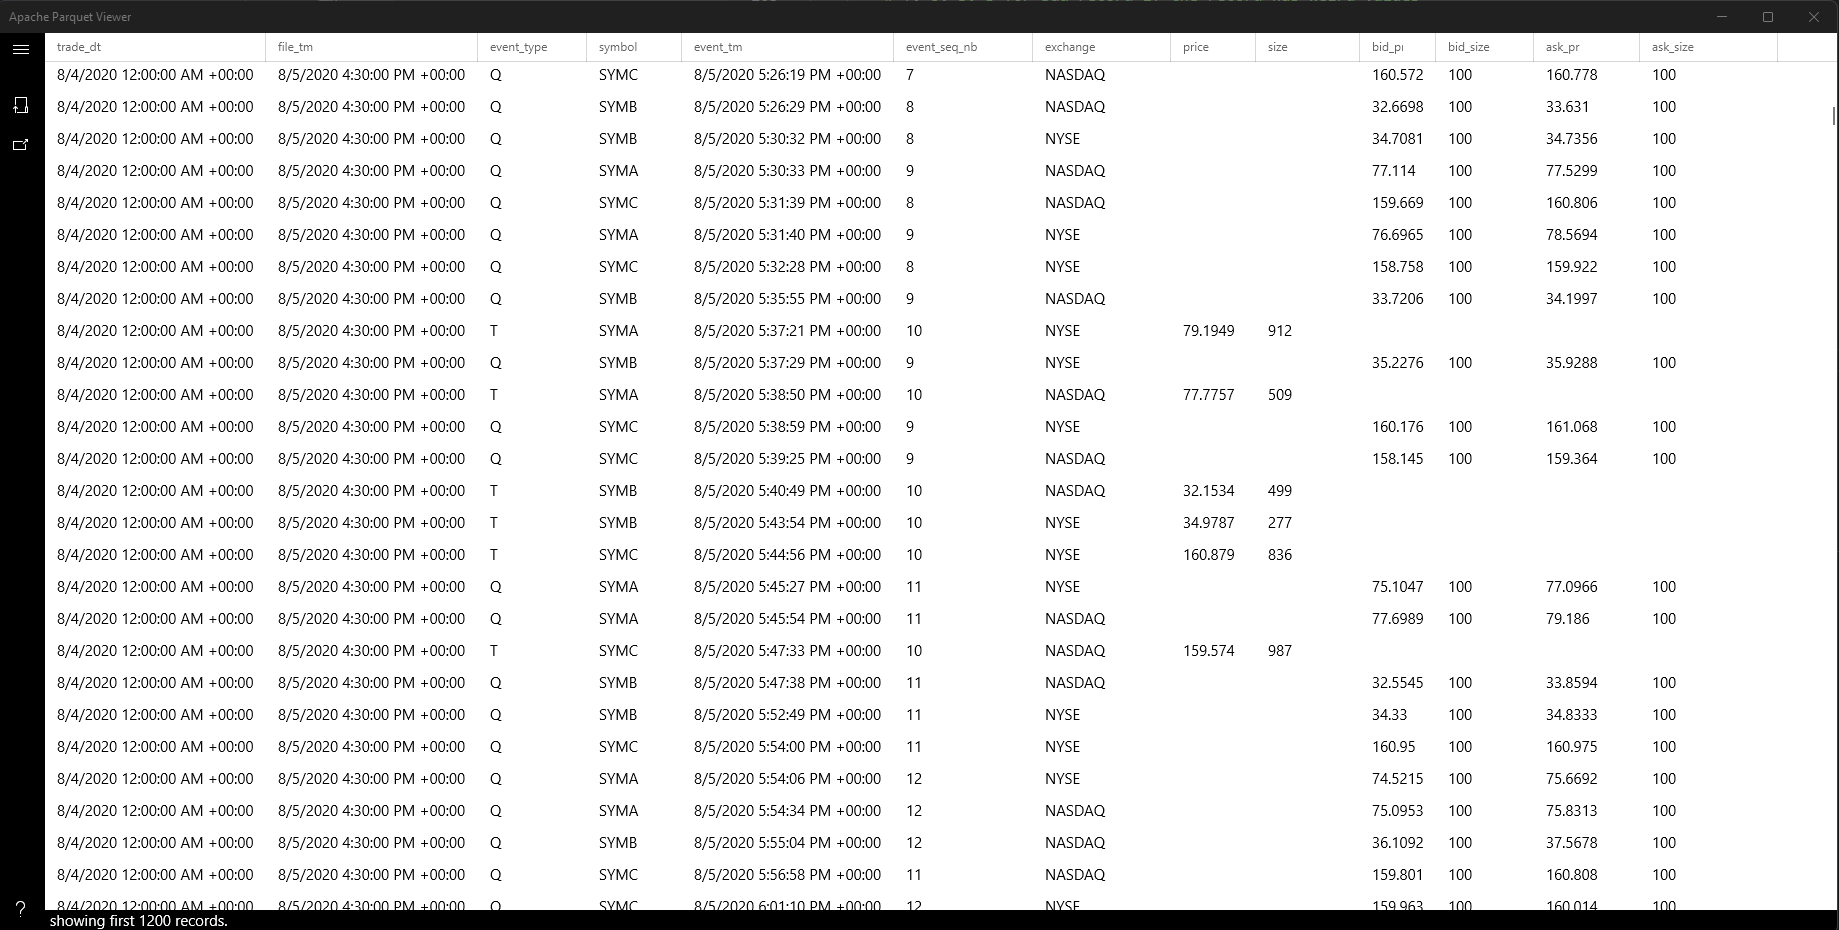 Apache Parquet Viewer
trade_dt file_tm event_type symbol event_tm event_seq_nb exchange price size bid_pr bid_size ask_pr ask_size
8/4/2020 12:00:00 AM +00:00 8/5/2020 4:30:00 PM +00:00 Q SYMC 8/5/2020 5:26:19 PM +00:00 7 NASDAQ 160.572 100 160.778 100
8/4/2020 12:00:00 AM +00:00 8/5/2020 4:30:00 PM +00:00 Q SYMB 8/5/2020 5:26:29 PM +00:00 8 NASDAQ 32.6698 100 33.631 100
8/4/2020 12:00:00 AM +00:00 8/5/2020 4:30:00 PM +00:00 Q SYMB 8/5/2020 5:30:32 PM +00:00 8 NYSE 34.7081 100 34.7356 100
8/4/2020 12:00:00 AM +00:00 8/5/2020 4:30:00 PM +00:00 Q SYMA 8/5/2020 5:30:33 PM +00:00 9 NASDAQ 77.114 100 77.5299 100
8/4/2020 12:00:00 AM +00:00 8/5/2020 4:30:00 PM +00:00 Q SYMC 8/5/2020 5:31:39 PM +00:00 8 NASDAQ 159.669 100 160.806 100
8/4/2020 12:00:00 AM +00:00 8/5/2020 4:30:00 PM +00:00 Q SYMA 8/5/2020 5:31:40 PM +00:00 9 NYSE 76.6965 100 78.5694 100
8/4/2020 12:00:00 AM +00:00 8/5/2020 4:30:00 PM +00:00 Q SYMC 8/5/2020 5:32:28 PM +00:00 8 NYSE 158.758 100 159.922 100
8/4/2020 12:00:00 AM +00:00 8/5/2020 4:30:00 PM +00:00 Q SYMB 8/5/2020 5:35:55 PM +00:00 9 NASDAQ 33.7206 100 34.1997 100
8/4/2020 12:00:00 AM +00:00 8/5/2020 4:30:00 PM +00:00 T SYMA 8/5/2020 5:37:21 PM +00:00 10 NYSE 79.1949 912
8/4/2020 12:00:00 AM +00:00 8/5/2020 4:30:00 PM +00:00 Q SYMB 8/5/2020 5:37:29 PM +00:00 9 NYSE 35.2276 100 35.9288 100
8/4/2020 12:00:00 AM +00:00 8/5/2020 4:30:00 PM +00:00 T SYMA 8/5/2020 5:38:50 PM +00:00 10 NASDAQ 77.7757 509
8/4/2020 12:00:00 AM +00:00 8/5/2020 4:30:00 PM +00:00 Q SYMC 8/5/2020 5:38:59 PM +00:00 9 NYSE 160.176 100 161.068 100
8/4/2020 12:00:00 AM +00:00 8/5/2020 4:30:00 PM +00:00 Q SYMC 8/5/2020 5:39:25 PM +00:00 9 NASDAQ 158.145 100 159.364 100
8/4/2020 12:00:00 AM +00:00 8/5/2020 4:30:00 PM +00:00 T SYMB 8/5/2020 5:40:49 PM +00:00 10 NASDAQ 32.1534 499
8/4/2020 12:00:00 AM +00:00 8/5/2020 4:30:00 PM +00:00 T SYMB 8/5/2020 5:43:54 PM +00:00 10 NYSE 34.9787 277
8/4/2020 12:00:00 AM +00:00 8/5/2020 4:30:00 PM +00:00 T SYMC 8/5/2020 5:44:56 PM +00:00 10 NYSE 160.879 836
8/4/2020 12:00:00 AM +00:00 8/5/2020 4:30:00 PM +00:00 Q SYMA 8/5/2020 5:45:27 PM +00:00 11 NYSE 75.1047 100 77.0966 100
8/4/2020 12:00:00 AM +00:00 8/5/2020 4:30:00 PM +00:00 Q SYMA 8/5/2020 5:45:54 PM +00:00 11 NASDAQ 77.6989 100 79.186 100
8/4/2020 12:00:00 AM +00:00 8/5/2020 4:30:00 PM +00:00 T SYMC 8/5/2020 5:47:33 PM +00:00 10 NASDAQ 159.574 987
8/4/2020 12:00:00 AM +00:00 8/5/2020 4:30:00 PM +00:00 Q SYMB 8/5/2020 5:47:38 PM +00:00 11 NASDAQ 32.5545 100 33.8594 100
8/4/2020 12:00:00 AM +00:00 8/5/2020 4:30:00 PM +00:00 Q SYMB 8/5/2020 5:52:49 PM +00:00 11 NYSE 34.33 100 34.8333 100
8/4/2020 12:00:00 AM +00:00 8/5/2020 4:30:00 PM +00:00 Q SYMC 8/5/2020 5:54:00 PM +00:00 11 NYSE 160.95 100 160.975 100
8/4/2020 12:00:00 AM +00:00 8/5/2020 4:30:00 PM +00:00 Q SYMA 8/5/2020 5:54:06 PM +00:00 12 NYSE 74.5215 100 75.6692 100
8/4/2020 12:00:00 AM +00:00 8/5/2020 4:30:00 PM +00:00 Q SYMA 8/5/2020 5:54:34 PM +00:00 12 NASDAQ 75.0953 100 75.8313 100
8/4/2020 12:00:00 AM +00:00 8/5/2020 4:30:00 PM +00:00 Q SYMB 8/5/2020 5:55:04 PM +00:00 12 NASDAQ 36.1092 100 37.5678 100
8/4/2020 12:00:00 AM +00:00 8/5/2020 4:30:00 PM +00:00 Q SYMC 8/5/2020 5:56:58 PM +00:00 11 NASDAQ 159.801 100 160.808 100
8/4/2020 12:00:00 AM +00:00 8/5/2020 4:30:00 PM +00:00 Q SYMC 8/5/2020 6:01:10 PM +00:00 12 NYSE 159.963 100 160.014 100
showing first 1200 records.